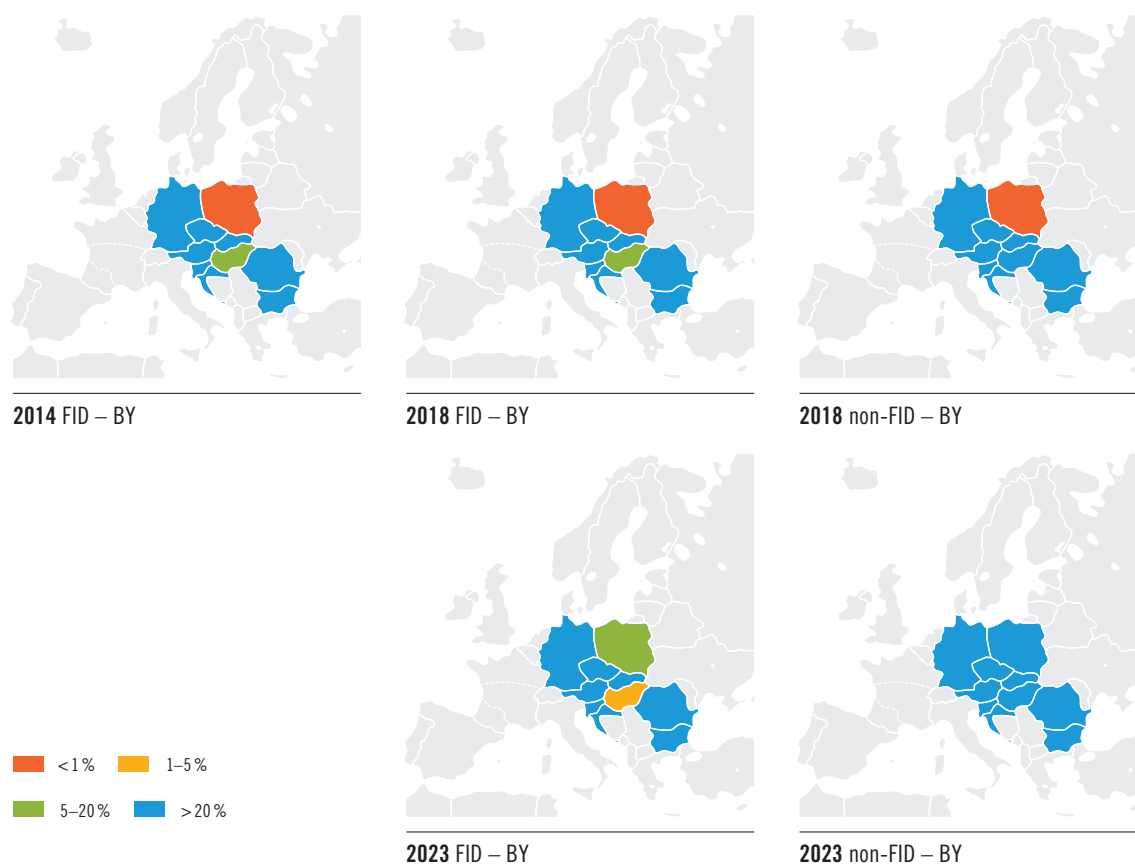 2014 FID – BY
2018 FID – BY
2018 non-FID – BY
<1 %
1–5 %
5–20 %
> 20 %
2023 FID – BY
2023 non-FID – BY